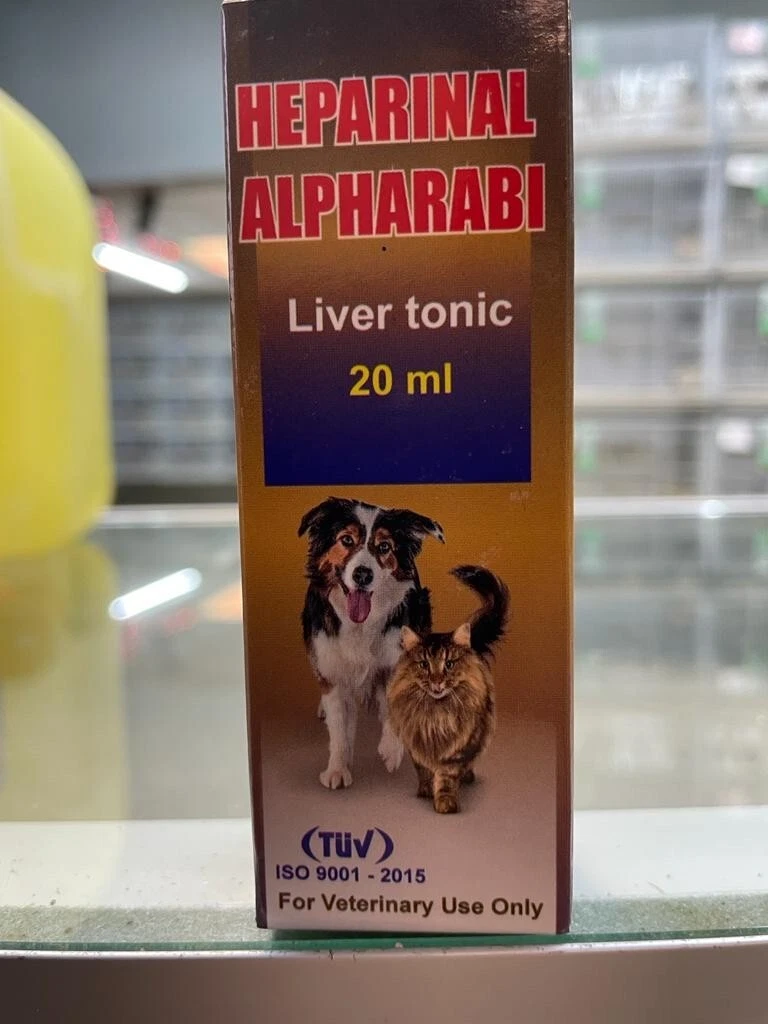 HEPARINAL
ALPHARABI
Liver tonic
20 ml
(TÜV)
ISO 9001 - 2015
For Veterinary Use Only